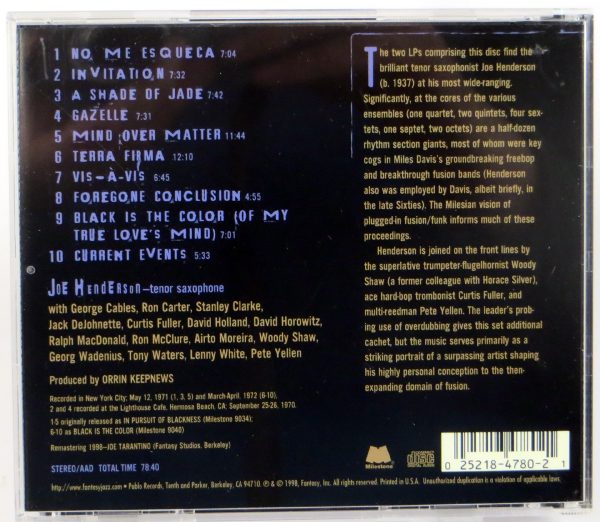 1 NO ME ESQUECA 7:04
2 INVITATION 7:32
3 A SHADE OF JADE 7:42
4 GAZELLE 7:31
5 MIND OVER MATTER 11:44
6 TERRA FIRMA 12:10
7 VIS-À-VIS 6:45
8 FOREGONE CONCLUSION 4:55
9 BLACK IS THE COLOR (OF MY
TRUE LOVE'S MIND) 7:01
10 CURRENT EVENTS 5:33
JOE HENDERSON—tenor saxophone
with George Cables, Ron Carter, Stanley Clarke,
Jack DeJohnette, Curtis Fuller, David Holland, David Horowitz,
Ralph MacDonald, Ron McClure, Airto Moreira, Woody Shaw,
Georg Wadenius, Tony Waters, Lenny White, Pete Yellen
Produced by ORRIN KEEPNEWS
Recorded in New York City; May 12, 1971 (1, 3, 5) and March-April, 1972 (6-10).
2 and 4 recorded at the Lighthouse Cafe, Hermosa Beach, CA; September 25-26, 1970.
1-5 originally released as IN PURSUIT OF BLACKNESS (Milestone 9034);
6-10 as BLACK IS THE COLOR (Milestone 9040)
Remastering 1998—JOE TARANTINO (Fantasy Studios, Berkeley)
STEREO/AAD TOTAL TIME 78:40
The two LPs comprising this disc find the
brilliant tenor saxophonist Joe Henderson
(b. 1937) at his most wide-ranging.
Significantly, at the cores of the various
ensembles (one quartet, two quintets, four sex-
tets, one septet, two octets) are a half-dozen
rhythm section giants, most of whom were key
cogs in Miles Davis's groundbreaking freebop
and breakthrough fusion bands (Henderson
also was employed by Davis, albeit briefly, in
the late Sixties). The Milesian vision of
plugged-in fusion/funk informs much of these
proceedings.
Henderson is joined on the front lines by
the superlative trumpeter-flugelhornist Woody
Shaw (a former colleague with Horace Silver),
ace hard-bop trombonist Curtis Fuller, and
multi-reedman Pete Yellen. The leader's prob-
ing use of overdubbing gives this set additional
cachet, but the music serves primarily as a
striking portrait of a surpassing artist shaping
his highly personal conception to the then-
expanding domain of fusion.
Milestone
COMPACT
disc
DIGITAL AUDIO
0 25218-4780-2 1
http://www.fantasyjazz.com Pablo Records, Tenth and Parker, Berkeley, CA 94710. ℗ & © 1998, Fantasy, Inc. All rights reserved. Printed in U.S.A. Unauthorized duplication is a violation of applicable laws.